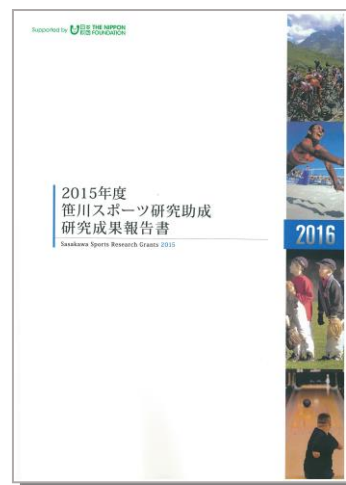 Supported by 日本財団 THE NIPPON FOUNDATION
2015年度
笹川スポーツ研究助成
研究成果報告書
Sasakawa Sports Research Grants 2015
2016